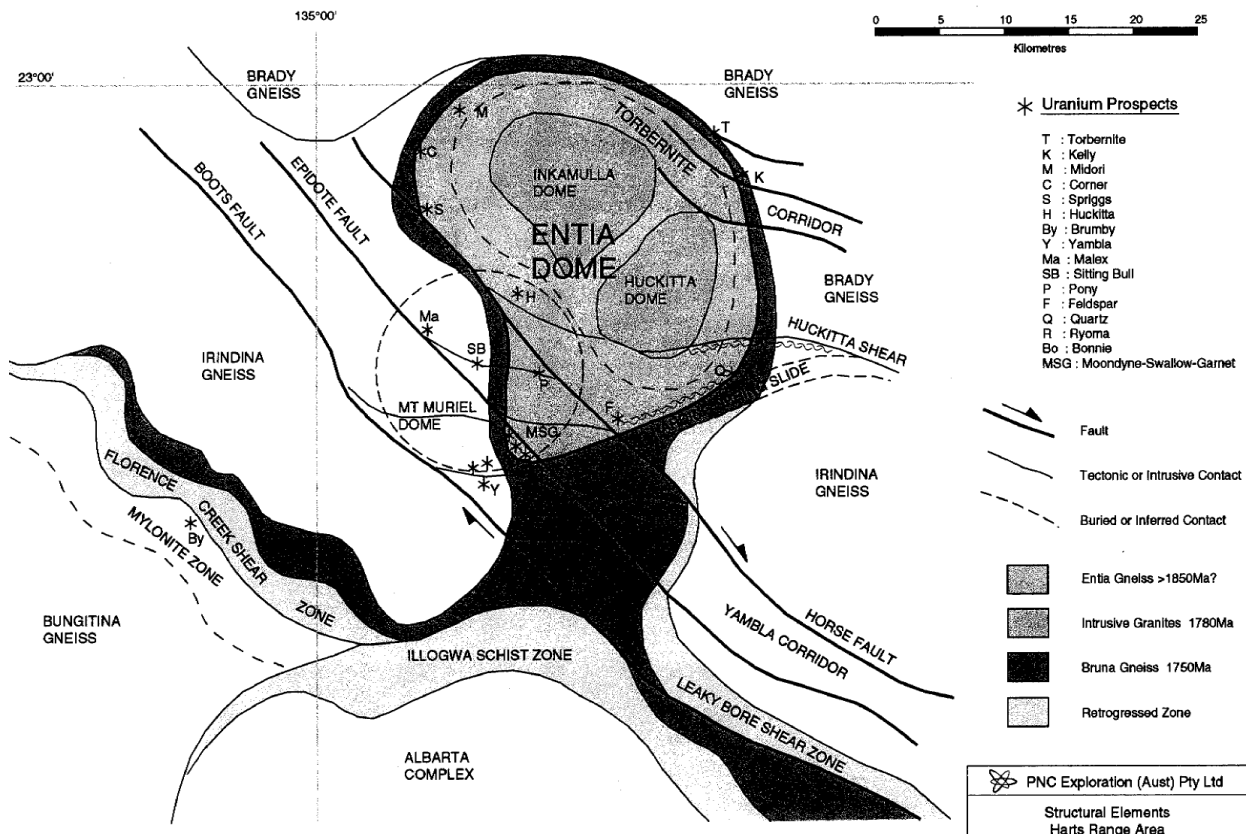 135°00'
0 5 10 15 20 25
Kilometres
23°00'
BRADY
GNEISS
BRADY
GNEISS
✳ Uranium Prospects
T : Torbernite
K : Kelly
M : Midori
C : Corner
S : Spriggs
H : Huckitta
By : Brumby
Y : Yambla
Ma : Malex
SB : Sitting Bull
P : Pony
F : Feldspar
Q : Quartz
R : Ryoma
Bo : Bonnie
MSG : Moondyne-Swallow-Garnet
M
T
C
K
S
TORBERNITE
CORRIDOR
INKAMULLA
DOME
ENTIA
DOME
HUCKITTA
DOME
BOOTS FAULT
EPIDOTE FAULT
BRADY
GNEISS
H
Ma
SB
P
HUCKITTA SHEAR
SLIDE
Q
F
IRINDINA
GNEISS
MT MURIEL
DOME
MSG
Y
IRINDINA
GNEISS
FLORENCE
CREEK SHEAR
ZONE
MYLONITE ZONE
By
BUNGITINA
GNEISS
ILLOGWA SCHIST ZONE
HORSE FAULT
YAMBLA CORRIDOR
LEAKY BORE SHEAR ZONE
ALBARTA
COMPLEX
Fault
Tectonic or Intrusive Contact
Buried or Inferred Contact
Entia Gneiss >1850Ma?
Intrusive Granites 1780Ma
Bruna Gneiss 1750Ma
Retrogressed Zone
PNC Exploration (Aust) Pty Ltd
Structural Elements
Harts Range Area